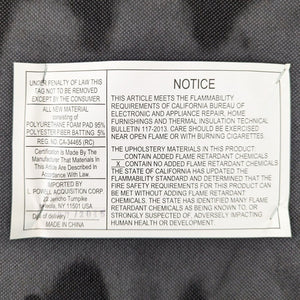 UNDER PENALTY OF LAW THIS
TAG NOT TO BE REMOVED
EXCEPT BY THE CONSUMER
ALL NEW MATERIAL
consisting of
POLYURETHANE FOAM PAD 95%
POLYESTER FIBER BATTING 5%
REG. NO. CA-34465 (RC)
Certification Is Made By The
Manufacturer That Materials In
This Article Are Described In
Accordance With Law.
IMPORTED BY
L. POWELL ACQUISITION CORP
Jericho Turnpike
NY 11501 USA
Date of delivery
MADE IN CHINA
NOTICE
THIS ARTICLE MEETS THE FLAMMABILITY
REQUIREMENTS OF CALIFORNIA BUREAU OF
ELECTRONIC AND APPLIANCE REPAIR, HOME
FURNISHINGS AND THERMAL INSULATION TECHNICAL
BULLETIN 117-2013. CARE SHOULD BE EXERCISED
NEAR OPEN FLAME OR WITH BURNING CIGARETTES.
THE UPHOLSTERY MATERIALS IN THIS PRODUCT
CONTAIN ADDED FLAME RETARDANT CHEMICALS
X CONTAIN NO ADDED FLAME RETARDANT CHEMICALS
THE STATE OF CALIFORNIA HAS UPDATED THE
FLAMMABILITY STANDARD AND DETERMINED THAT THE
FIRE SAFETY REQUIREMENTS FOR THIS PRODUCT CAN
BE MET WITHOUT ADDING FLAME RETARDANT
CHEMICALS. THE STATE HAS IDENTIFIED MANY FLAME
RETARDANT CHEMICALS AS BEING KNOWN TO, OR
STRONGLY SUSPECTED OF, ADVERSELY IMPACTING
HUMAN HEALTH OR DEVELOPMENT.